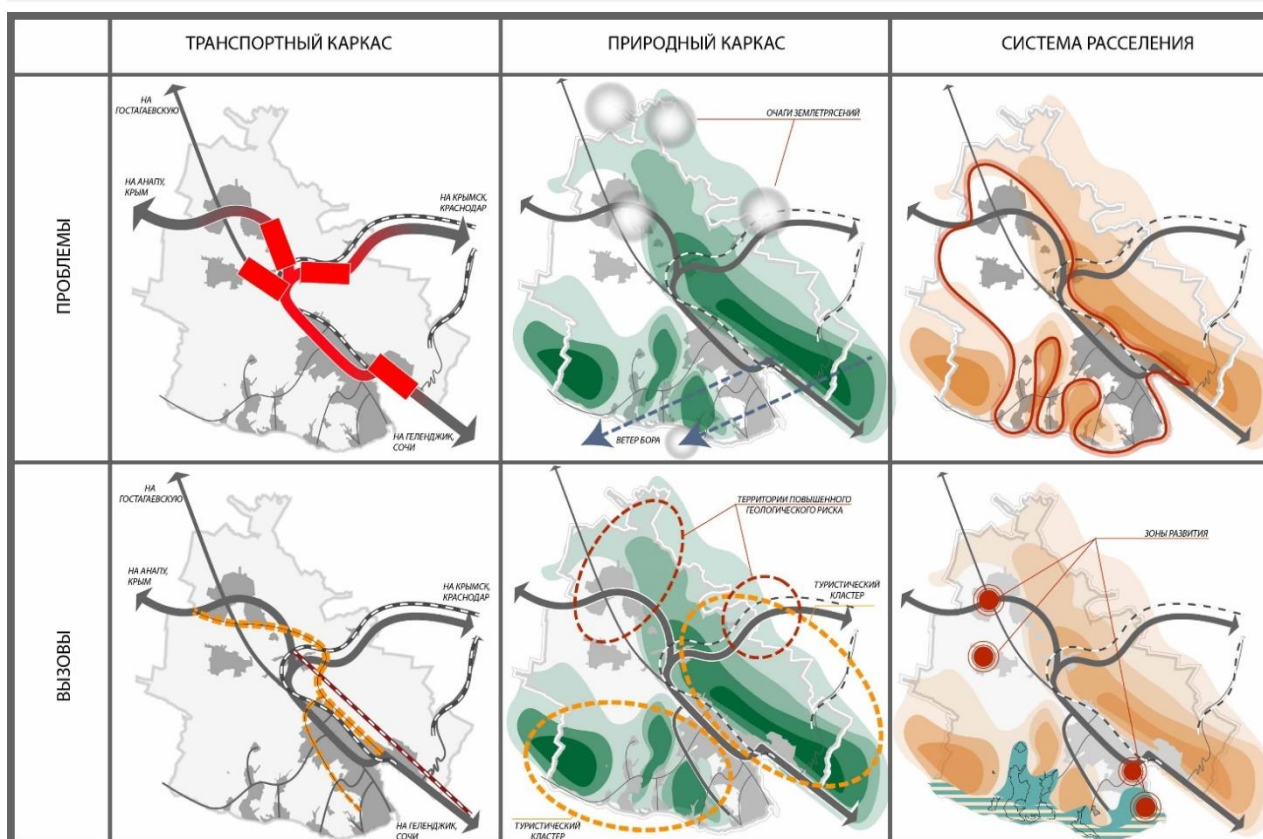 ТРАНСПОРТНЫЙ КАРКАС
ПРИРОДНЫЙ КАРКАС
СИСТЕМА РАССЕЛЕНИЯ
ПРОБЛЕМЫ
НА
ГОСТАГАЕВСКУЮ
НА АНАПУ,
КРЫМ
НА КРЫМСК,
КРАСНОДАР
НА ГЕЛЕНДЖИК,
СОЧИ
ОЧАГИ ЗЕМЛЕТРЯСЕНИЙ
ВЕТЕР БОРА
ВЫЗОВЫ
НА
ГОСТАГАЕВСКУЮ
НА АНАПУ,
КРЫМ
НА КРЫМСК,
КРАСНОДАР
НА ГЕЛЕНДЖИК,
СОЧИ
ТЕРРИТОРИИ ПОВЫШЕННОГО
ГЕОЛОГИЧЕСКОГО РИСКА
ТУРИСТИЧЕСКИЙ
КЛАСТЕР
ТУРИСТИЧЕСКИЙ
КЛАСТЕР
ЗОНЫ РАЗВИТИЯ